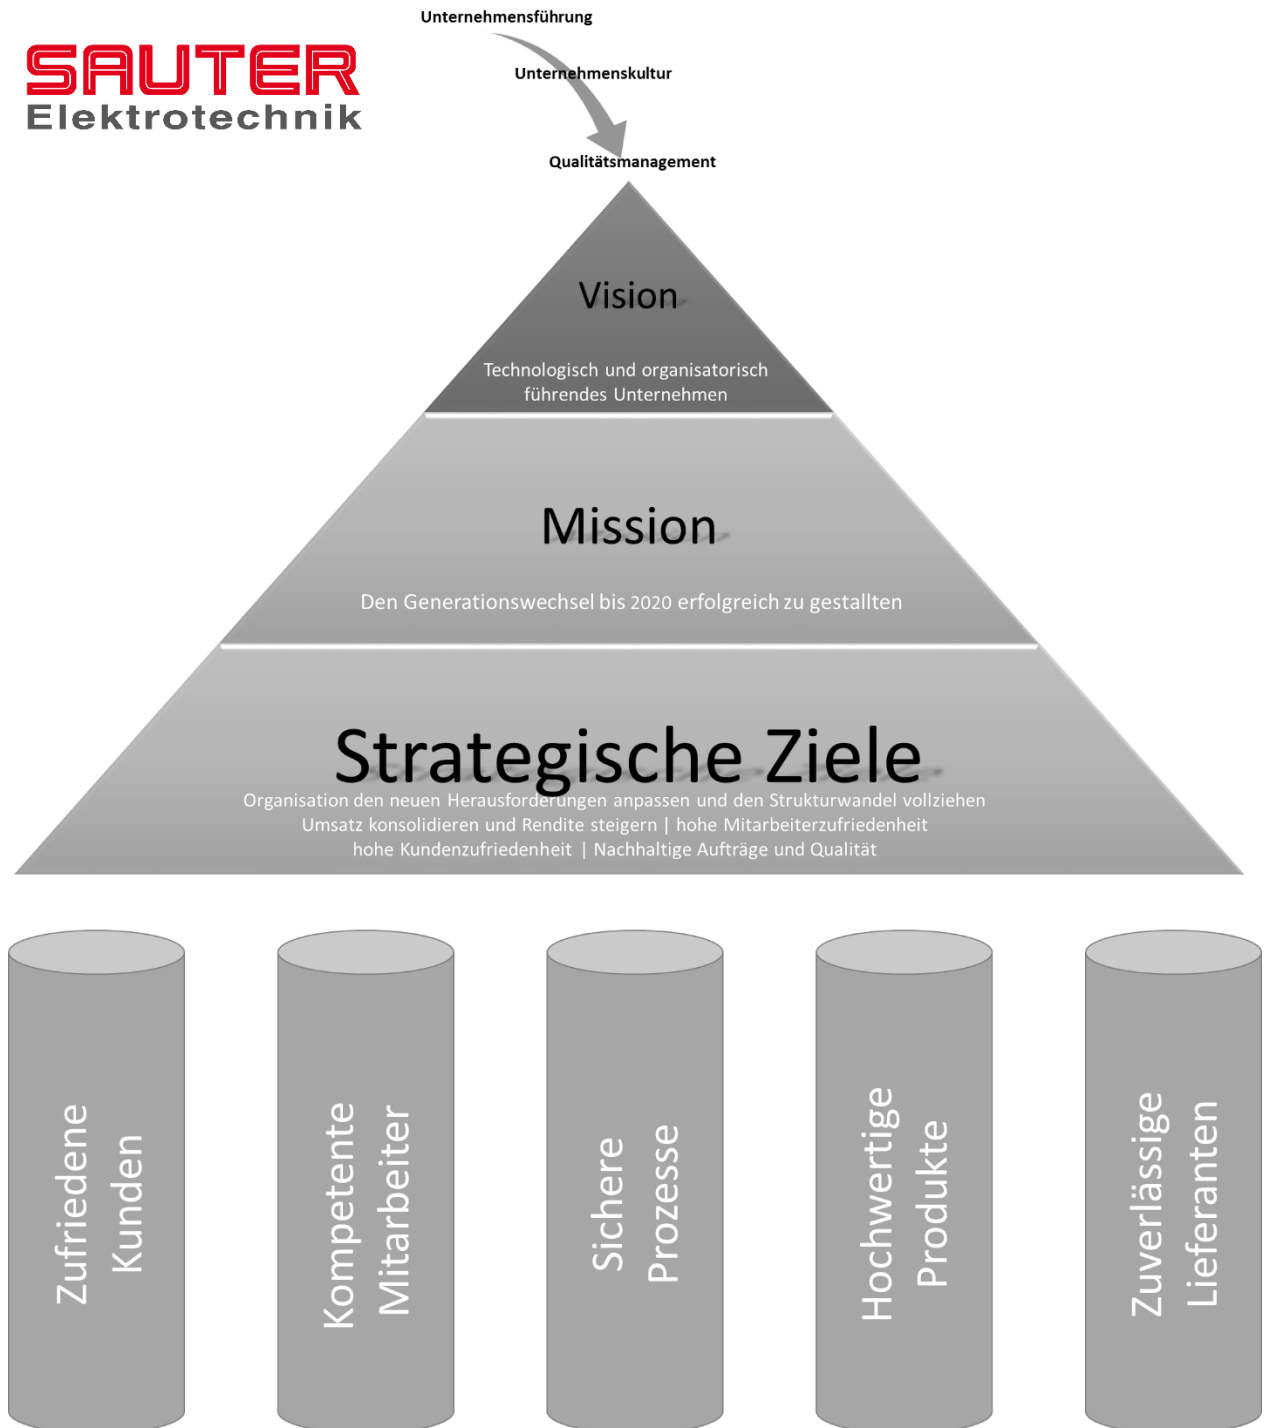 Unternehmensführung
SAUTER
Elektrotechnik
Unternehmenskultur
Qualitätsmanagement
Vision
Technologisch und organisatorisch
führendes Unternehmen
Mission
Den Generationswechsel bis 2020 erfolgreich zu gestallten
Strategische Ziele
Organisation den neuen Herausforderungen anpassen und den Strukturwandel vollziehen
Umsatz konsolidieren und Rendite steigern | hohe Mitarbeiterzufriedenheit
hohe Kundenzufriedenheit | Nachhaltige Aufträge und Qualität
Zufriedene
Kunden
Kompetente
Mitarbeiter
Sichere
Prozesse
Hochwertige
Produkte
Zuverlässige
Lieferanten